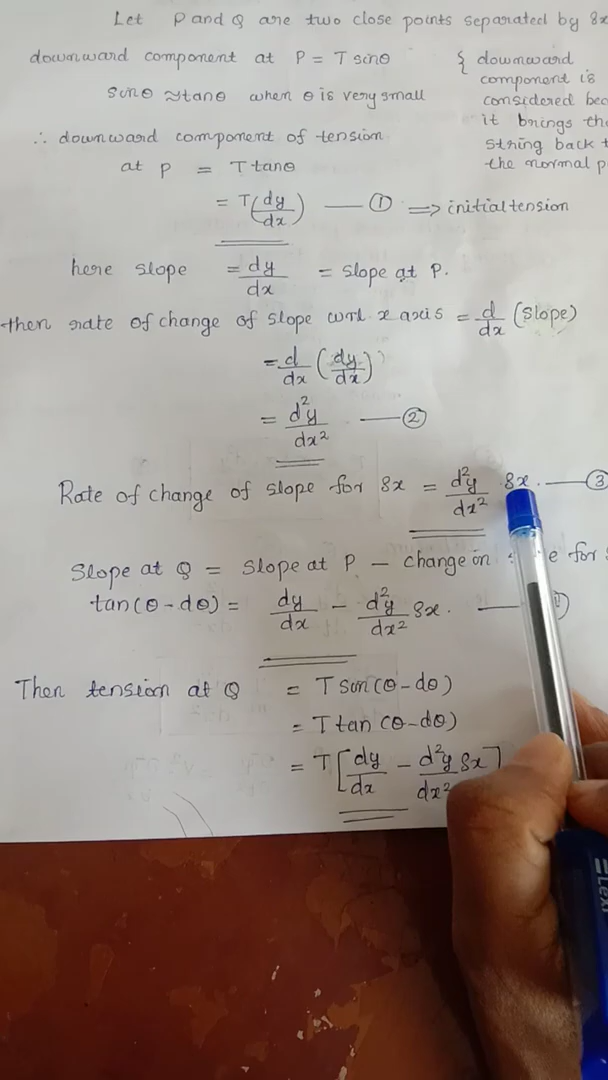 Let P and Q are two close points separated by δx
downward component at P = T sinθ
sinθ ≈ tanθ when θ is very small
{ downward
component is
considered
it brings
string back
the normal
∴ downward component of tension
at P = T tanθ
= T(dy/dx) — ① ⇒ initial tension
here slope = dy/dx = slope at P.
then rate of change of slope wrt x axis = d/dx (slope)
= d/dx (dy/dx)
= d²y/dx² — ②
Rate of change of slope for δx = d²y/dx² δx. — ③
Slope at Q = Slope at P – change in for
tan(θ-dθ) = dy/dx – d²y/dx² δx. —
Then tension at Q = T sin(θ-dθ)
= T tan(θ-dθ)
= T[dy/dx – d²y/dx² δx]
LEXI